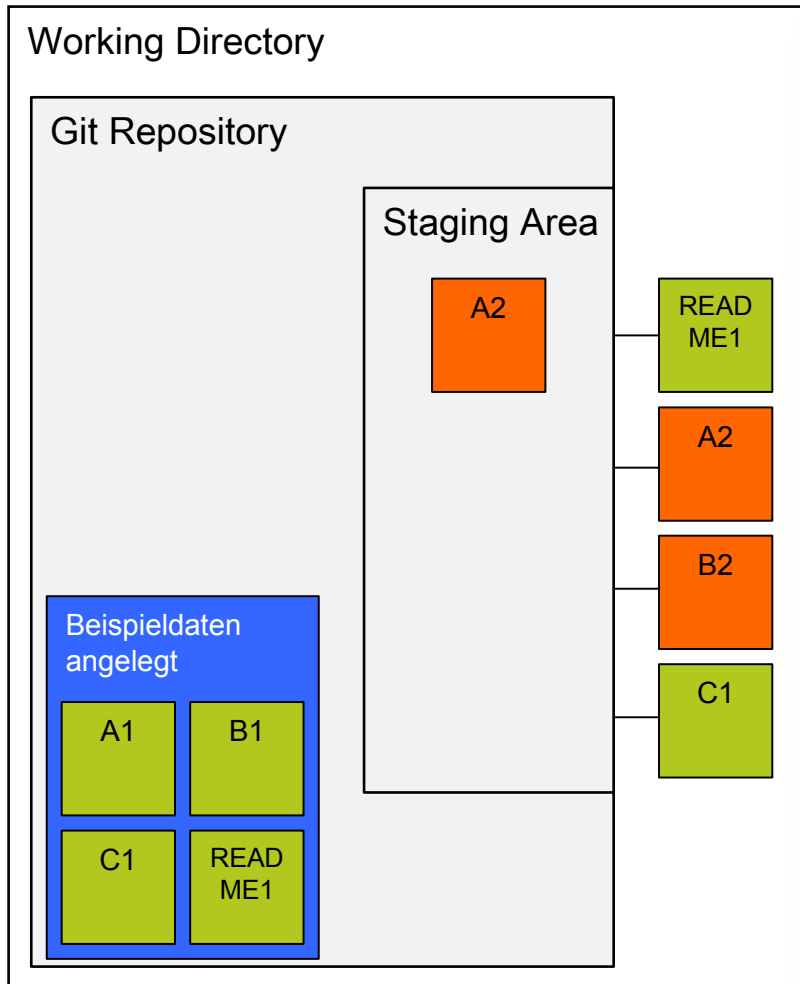 Working Directory
Git Repository
Staging Area
A2
READ
ME1
A2
B2
C1
Beispieldaten
angelegt
A1
B1
C1
READ
ME1